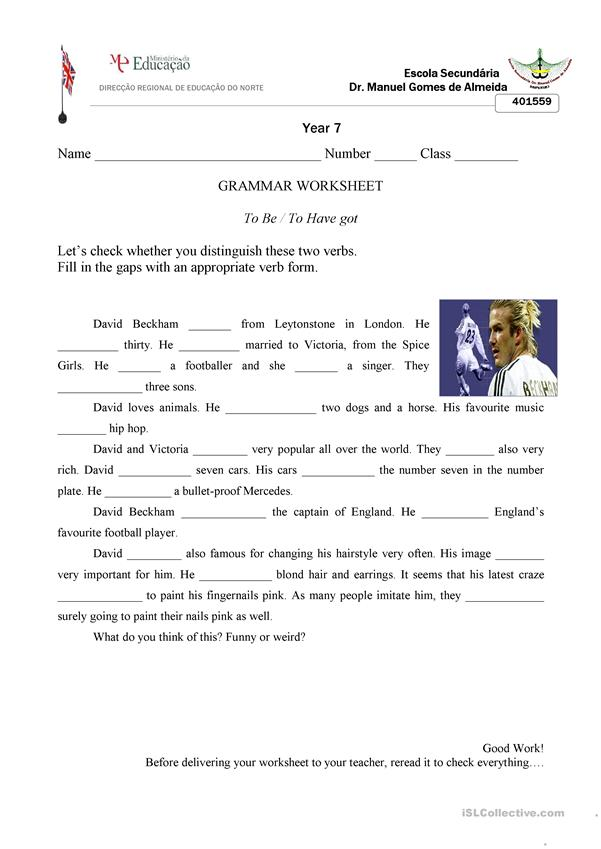 Ministério da
Educação
DIRECÇÃO REGIONAL DE EDUCAÇÃO DO NORTE
Escola Secundária
Dr. Manuel Gomes de Almeida
401559
Year 7
Name ________________________________ Number ______ Class _________
GRAMMAR WORKSHEET
To Be / To Have got
Let's check whether you distinguish these two verbs.
Fill in the gaps with an appropriate verb form.
David Beckham _______ from Leytonstone in London. He
__________ thirty. He __________ married to Victoria, from the Spice
Girls. He _______ a footballer and she _______ a singer. They
______________ three sons.
David loves animals. He _______________ two dogs and a horse. His favourite music
________ hip hop.
David and Victoria _________ very popular all over the world. They ________ also very
rich. David ____________ seven cars. His cars ____________ the number seven in the number
plate. He ___________ a bullet-proof Mercedes.
David Beckham ______________ the captain of England. He ___________ England's
favourite football player.
David _________ also famous for changing his hairstyle very often. His image ________
very important for him. He ____________ blond hair and earrings. It seems that his latest craze
______________ to paint his fingernails pink. As many people imitate him, they _____________
surely going to paint their nails pink as well.
What do you think of this? Funny or weird?
Good Work!
Before delivering your worksheet to your teacher, reread it to check everything….
iSLCollective.com